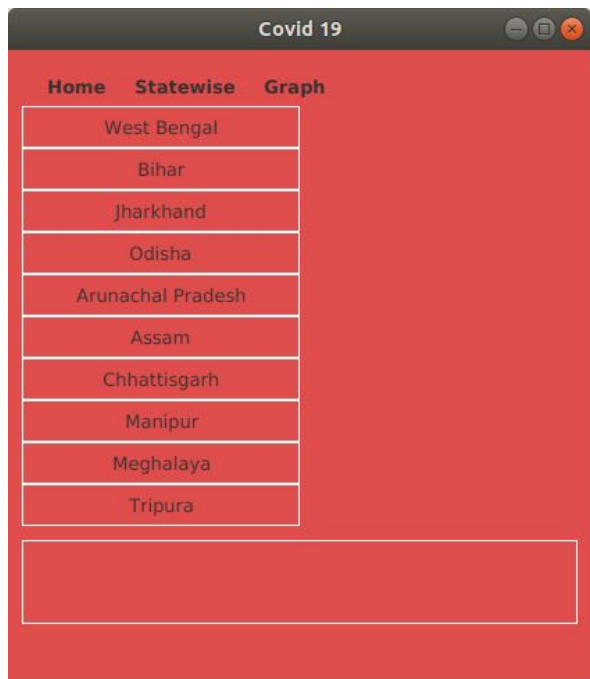 Covid 19
Home Statewise Graph
West Bengal
Bihar
Jharkhand
Odisha
Arunachal Pradesh
Assam
Chhattisgarh
Manipur
Meghalaya
Tripura